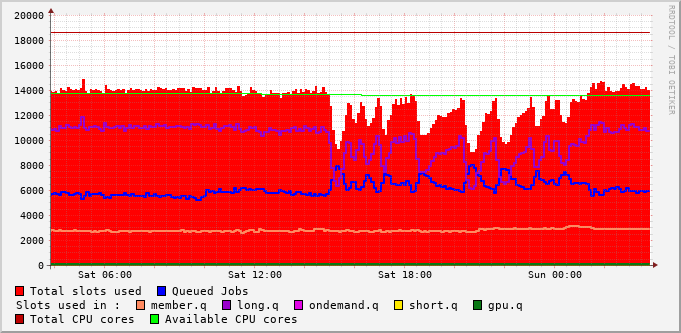 20000
18000
16000
14000
12000
10000
8000
6000
4000
2000
0
Sat 06:00 Sat 12:00 Sat 18:00 Sun 00:00
Total slots used Queued Jobs
Slots used in : member.q long.q ondemand.q short.q gpu.q
Total CPU cores Available CPU cores
RRDTOOL / TOBI OETIKER